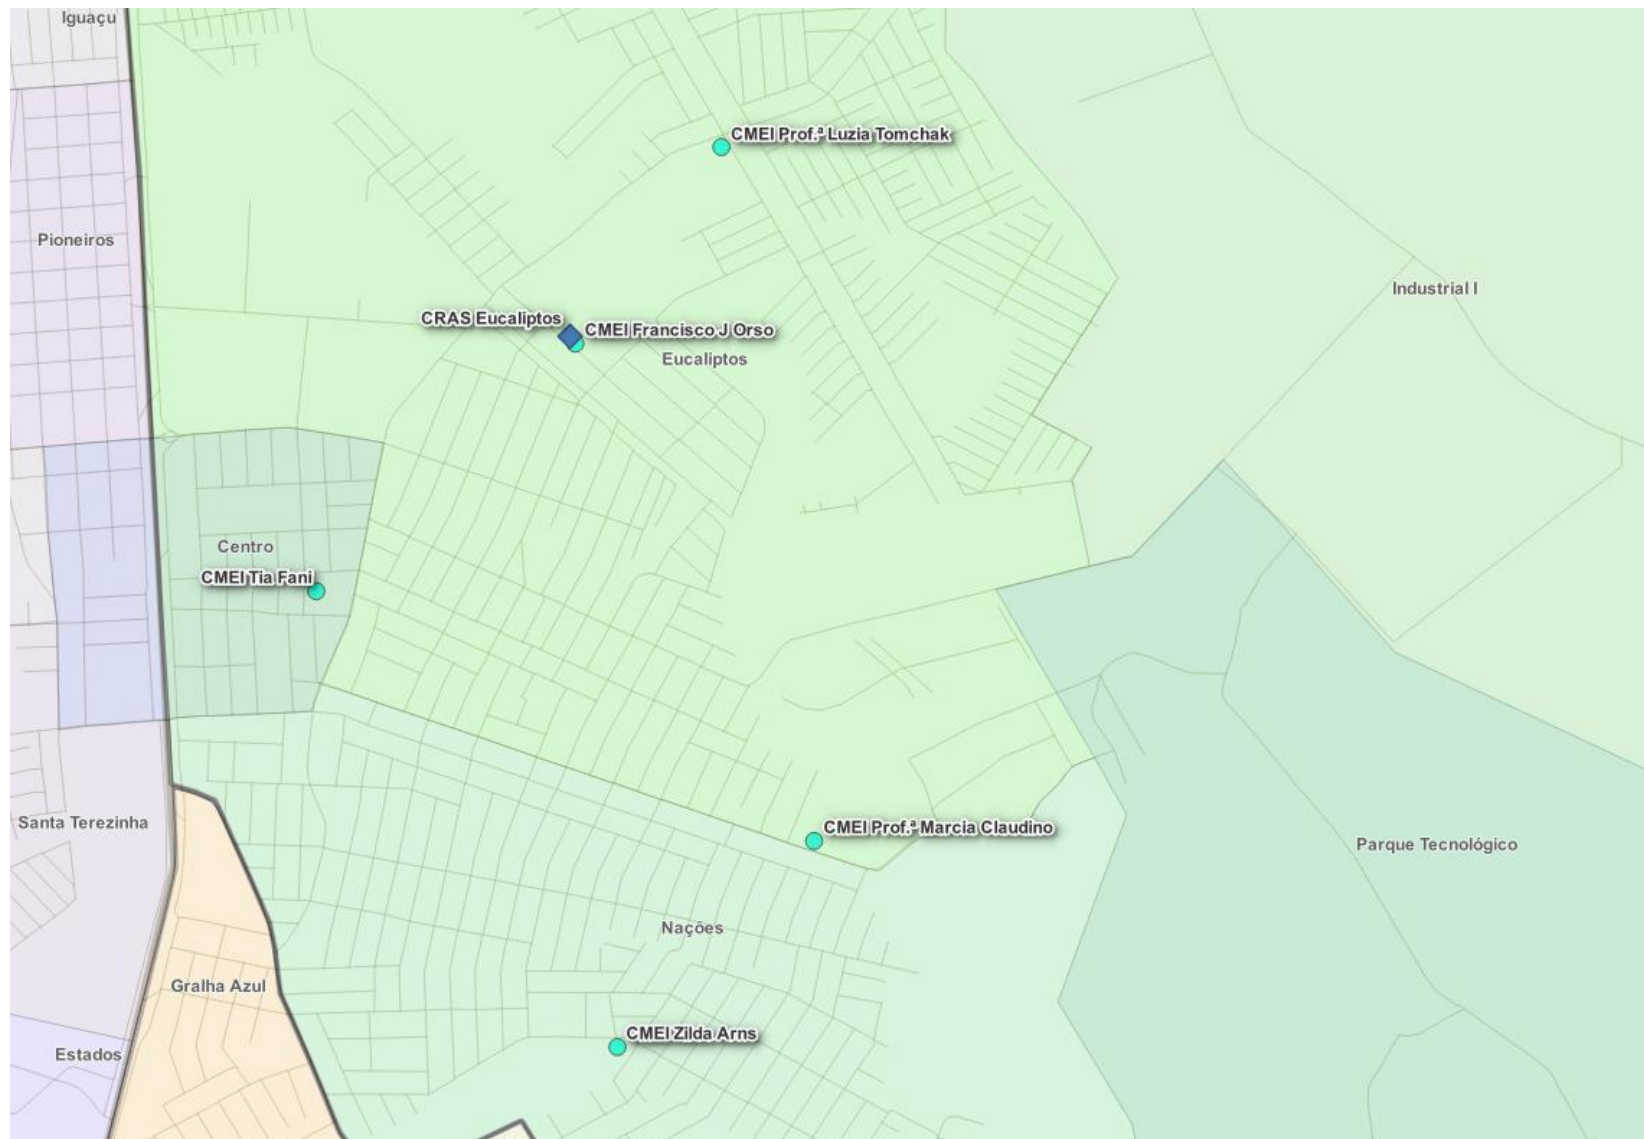 Iguaçu
CMEI Prof.ª Luzia Tomchak
Pioneiros
Industrial I
CRAS Eucaliptos
CMEI Francisco J Orso
Eucaliptos
Centro
CMEI Tia Fani
Santa Terezinha
CMEI Prof.ª Marcia Claudino
Parque Tecnológico
Nações
Gralha Azul
CMEI Zilda Arns
Estados